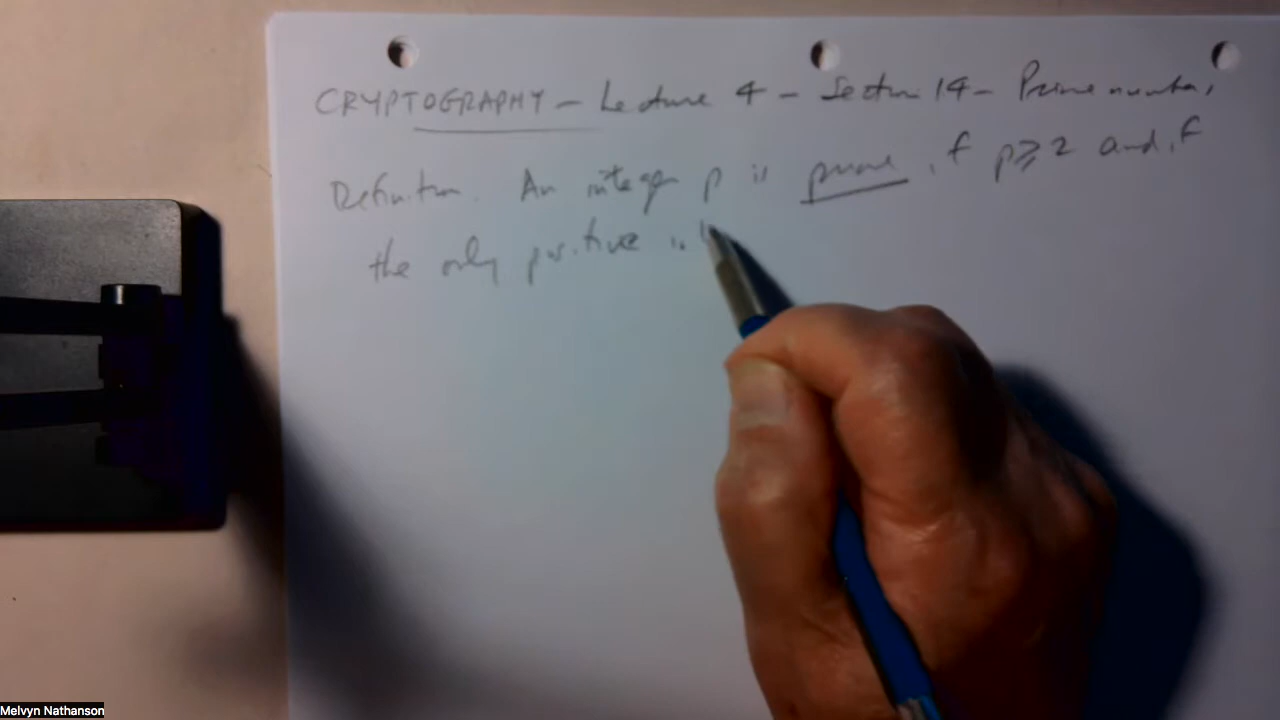 CRYPTOGRAPHY - Lecture 4 - Section 14 - Prime numbers
Definition. An integer p is prime if p ≥ 2 and if
the only positive
Melvyn Nathanson